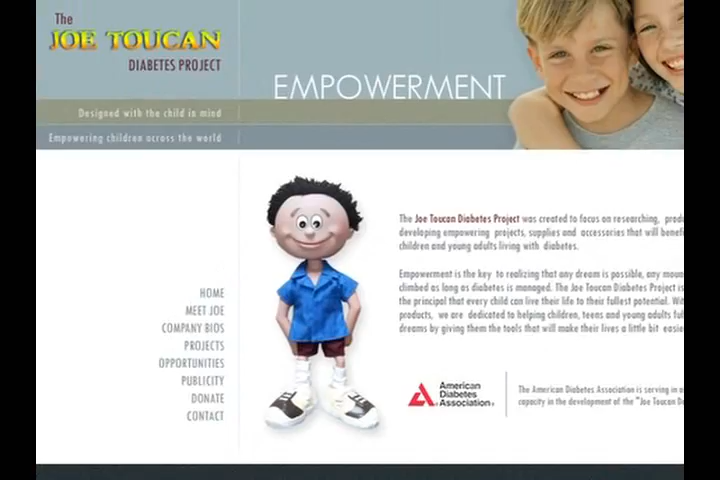 The
JOE TOUCAN
DIABETES PROJECT
EMPOWERMENT
Designed with the child in mind
Empowering children across the world
The Joe Toucan Diabetes Project was created to focus on researching,
developing empowering projects, supplies and accessories that will
children and young adults living with diabetes.
Empowerment is the key to realizing that any dream is possible, any
climbed as long as diabetes is managed. The Joe Toucan Diabetes Project is
the principal that every child can live their life to their fullest potential.
products, we are dedicated to helping children, teens and young adults
dreams by giving them the tools that will make their lives a little bit
HOME
MEET JOE
COMPANY BIOS
PROJECTS
OPPORTUNITIES
PUBLICITY
DONATE
CONTACT
American
Diabetes
Association.
The American Diabetes Association is serving in
capacity in the development of the "Joe Toucan